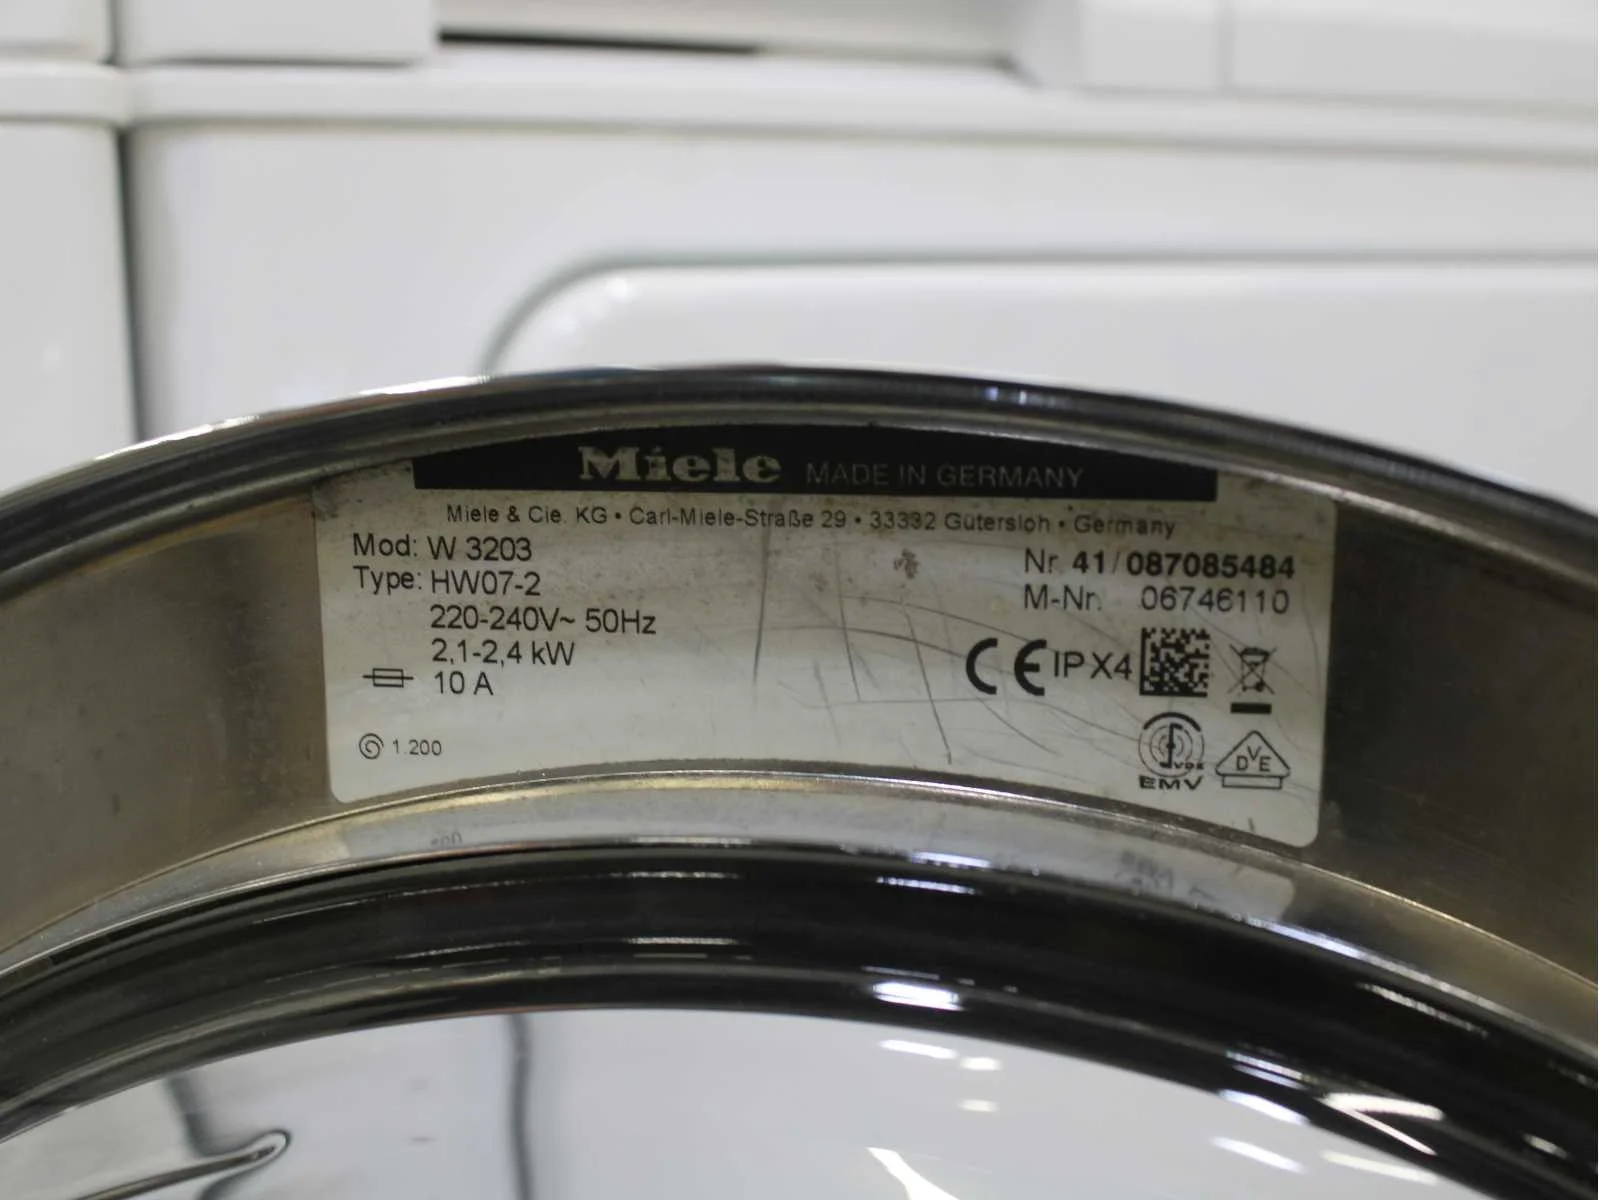 Miele MADE IN GERMANY
Miele & Cie. KG • Carl-Miele-Straße 29 • 33332 Gütersloh • Germany
Mod: W 3203
Nr. 41/087085484
Type: HW07-2
M-Nr. 06746110
220-240V~ 50Hz
2,1-2,4 kW
10 A
CE IPX4
1.200
VDE
EMV
DVE